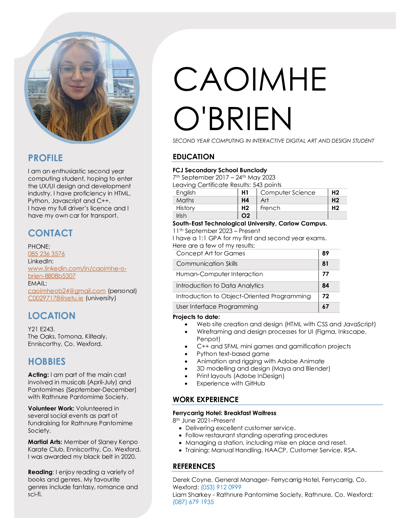 CAOIMHE
O'BRIEN
SECOND YEAR COMPUTING IN INTERACTIVE DIGITAL ART AND DESIGN STUDENT
PROFILE
I am an enthusiastic second year
computing student, hoping to enter
the UX/UI design and development
industry. I have proficiency in HTML,
Python, Javascript and C++.
I have my full driver's licence and I
have my own car for transport.
CONTACT
PHONE:
085 236 3576
LinkedIn:
www.linkedin.com/in/caoimhe-o-
brien-8808b5307
EMAIL:
caoimheob24@gmail.com (personal)
C00297178@setu.ie (university)
LOCATION
Y21 E243,
The Oaks, Tomona, Kiltealy,
Enniscorthy, Co. Wexford.
HOBBIES
Acting: I am part of the main cast
involved in musicals (April-July) and
Pantomimes (September-December)
with Rathnure Pantomime Society.
Volunteer Work: Volunteered in
several social events as part of
fundraising for Rathnure Pantomime
Society.
Martial Arts: Member of Slaney Kenpo
Karate Club, Enniscorthy, Co. Wexford.
I was awarded my black belt in 2020.
Reading: I enjoy reading a variety of
books and genres. My favourite
genres include fantasy, romance and
sci-fi.
EDUCATION
FCJ Secondary School Bunclody
7th September 2017 – 24th May 2023
Leaving Certificate Results: 543 points
English H1 Computer Science H2
Maths H4 Art H2
History H2 French H2
Irish O2
South-East Technological University, Carlow Campus.
11th September 2023 – Present
I have a 1:1 GPA for my first and second year exams.
Here are a few of my results:
Concept Art for Games 89
Communication Skills 81
Human-Computer Interaction 77
Introduction to Data Analytics 84
Introduction to Object-Oriented Programming 72
User Interface Programming 67
Projects to date:
• Web site creation and design (HTML with CSS and JavaScript)
• Wireframing and design processes for UI (Figma, Inkscape,
Penpot)
• C++ and SFML mini games and gamification projects
• Python text-based game
• Animation and rigging with Adobe Animate
• 3D modelling and design (Maya and Blender)
• Print layouts (Adobe InDesign)
• Experience with GitHub
WORK EXPERIENCE
Ferrycarrig Hotel: Breakfast Waitress
8th June 2021–Present
• Delivering excellent customer service.
• Follow restaurant standing operating procedures
• Managing a station, including mise en place and reset.
• Training: Manual Handling, HAACP, Customer Service, RSA.
REFERENCES
Derek Coyne, General Manager- Ferrycarrig Hotel, Ferrycarrig, Co.
Wexford: (053) 912 0999
Liam Sharkey - Rathnure Pantomime Society, Rathnure, Co. Wexford:
(087) 679 1935